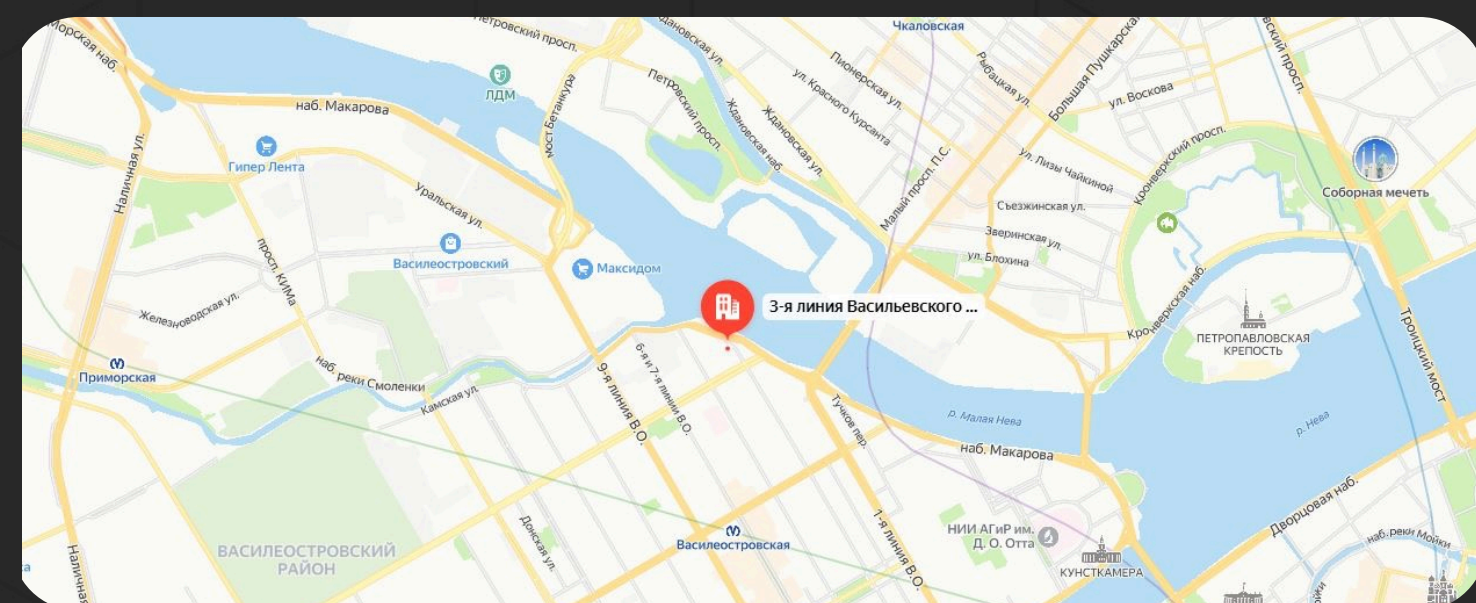 Морская наб.
Петровский просп.
Ждановская ул.
Чкаловская
ЛДМ
наб. Макарова
мост Бетанкура
Петровский просп.
Ждановская наб.
Ждановская ул.
Пионерская ул.
ул. Красного Курсанта
Рыбацкая ул.
Большая Пушкарская
ул. Воскова
Кронверкский просп.
Соборная мечеть
Наличная ул.
Гипер Лента
Уральская ул.
ул. Лизы Чайкиной
Малый просп. П.С.
Съезжинская ул.
Зверинская ул.
ул. Блохина
просп. КИМа
Василеостровский
Максидом
3-я линия Васильевского ...
Железноводская ул.
Кронверкская наб.
ПЕТРОПАВЛОВСКАЯ
КРЕПОСТЬ
Троицкий мост
Приморская
наб. реки Смоленки
Камская ул.
9-я линия В.О.
6-я и 7-я линии В.О.
Тучков пер.
р. Малая Нева
р. Нева
наб. Макарова
Дворцовая наб.
ВАСИЛЕОСТРОВСКИЙ
РАЙОН
Донская ул.
Василеостровская
1-я линия В.О.
НИИ АГиР им.
Д. О. Отта
КУНСТКАМЕРА
наб. реки Мойки
Наличная